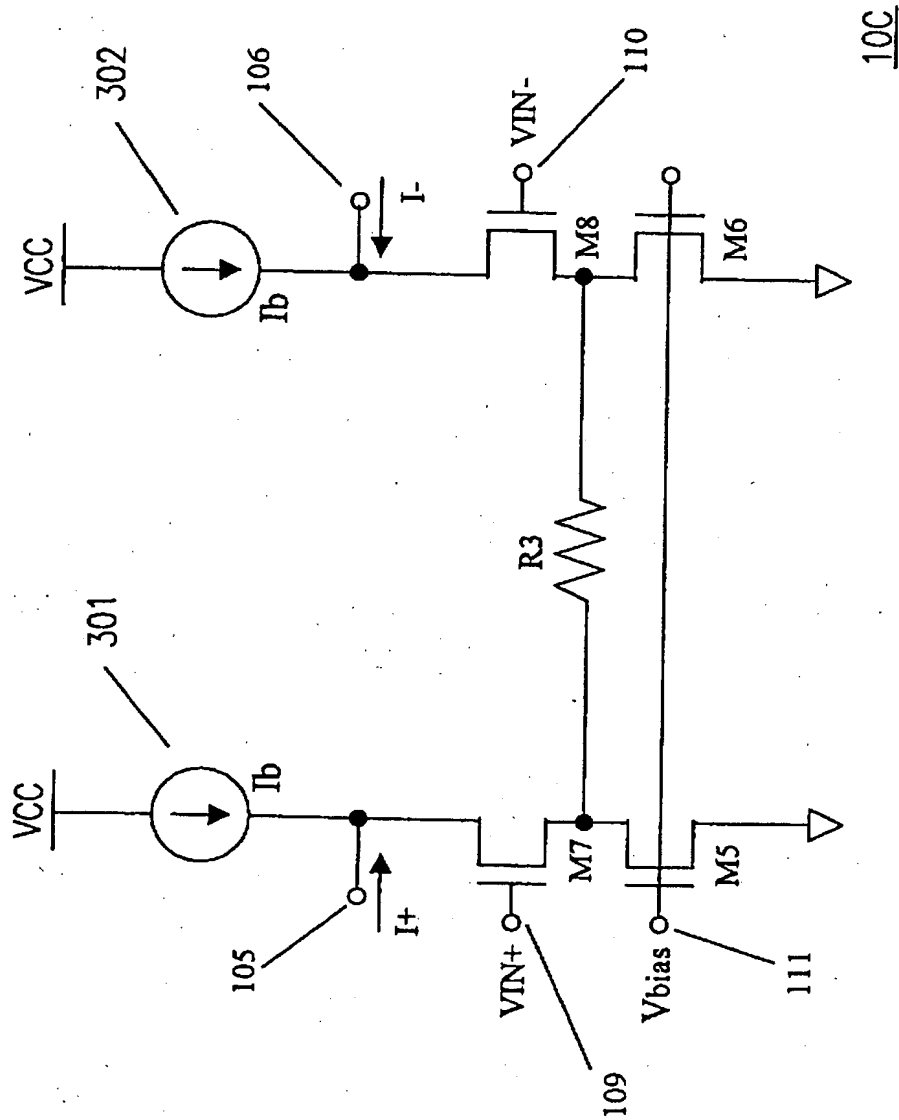 301
302
VCC
VCC
Ib
Ib
105
106
I+
I-
VIN+
VIN-
109
110
M7
M8
R3
Vbias
M5
M6
111
10C